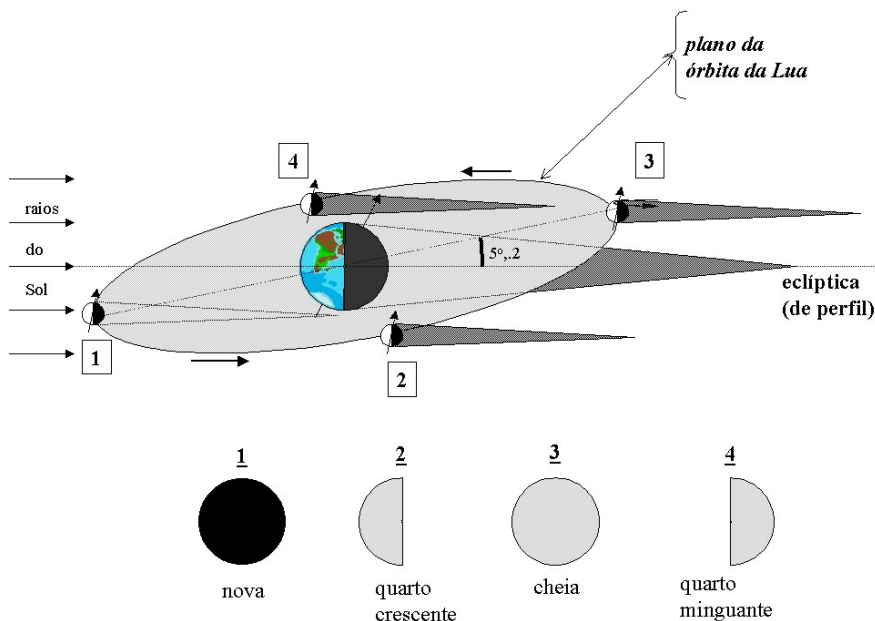 plano da
órbita da Lua
4
3
raios
do
Sol
5º,.2
eclíptica
(de perfil)
1
2
1
2
3
4
nova
quarto
crescente
cheia
quarto
minguante